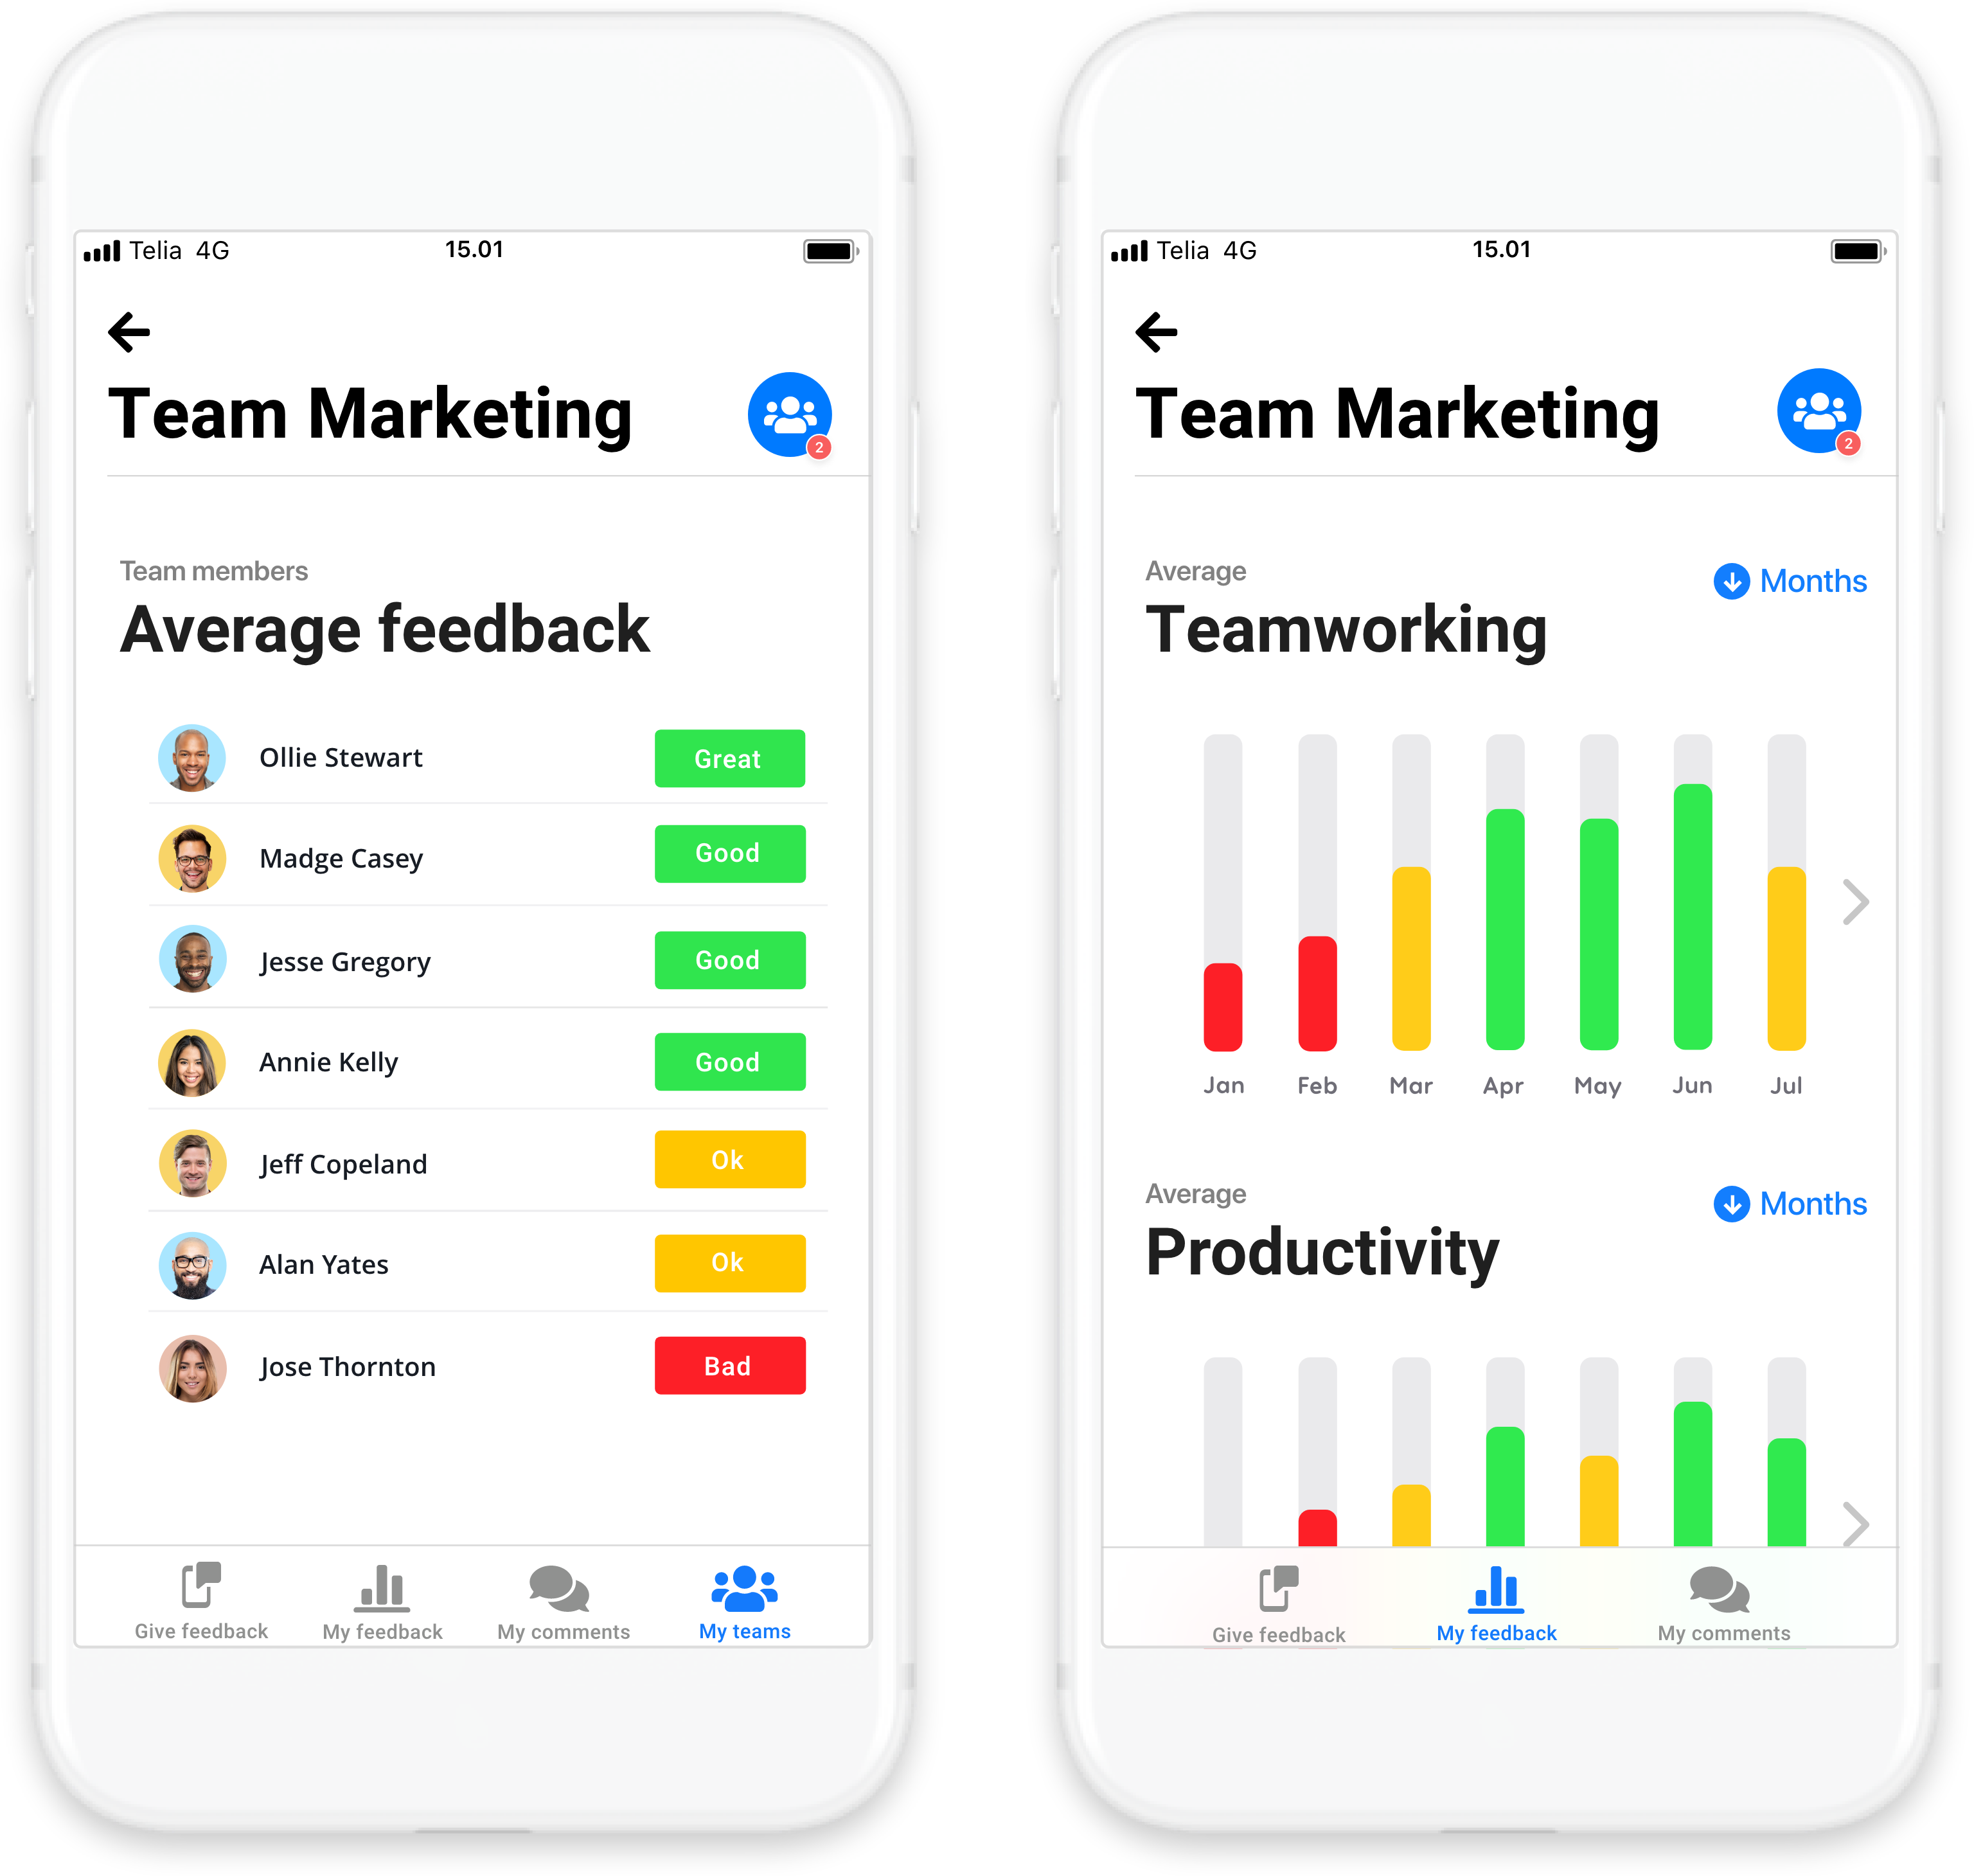 Telia 4G 15.01
Team Marketing
2
Team members
Average feedback
Ollie Stewart Great
Madge Casey Good
Jesse Gregory Good
Annie Kelly Good
Jeff Copeland Ok
Alan Yates Ok
Jose Thornton Bad
Give feedback My feedback My comments My teams
Telia 4G 15.01
Team Marketing
2
Average
Months
Teamworking
Jan Feb Mar Apr May Jun Jul
Average
Months
Productivity
Give feedback My feedback My comments